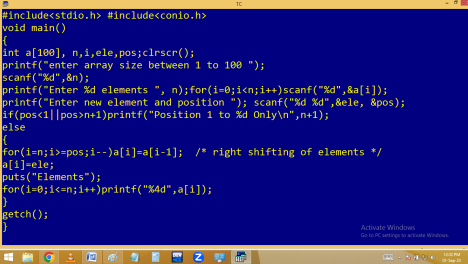 TC
#include<stdio.h> #include<conio.h>
void main()
{
int a[100], n,i,ele,pos;clrscr();
printf("enter array size between 1 to 100 ");
scanf("%d",&n);
printf("Enter %d elements ", n);for(i=0;i<n;i++)scanf("%d",&a[i]);
printf("Enter new element and position "); scanf("%d %d",&ele, &pos);
if(pos<1||pos>n+1)printf("Position 1 to %d Only\n",n+1);
else
{
for(i=n;i>=pos;i--)a[i]=a[i-1];  /* right shifting of elements */
a[i]=ele;
puts("Elements");
for(i=0;i<=n;i++)printf("%4d",a[i]);
}
getch();
}
Activate Windows
Go to PC settings to activate Windows.